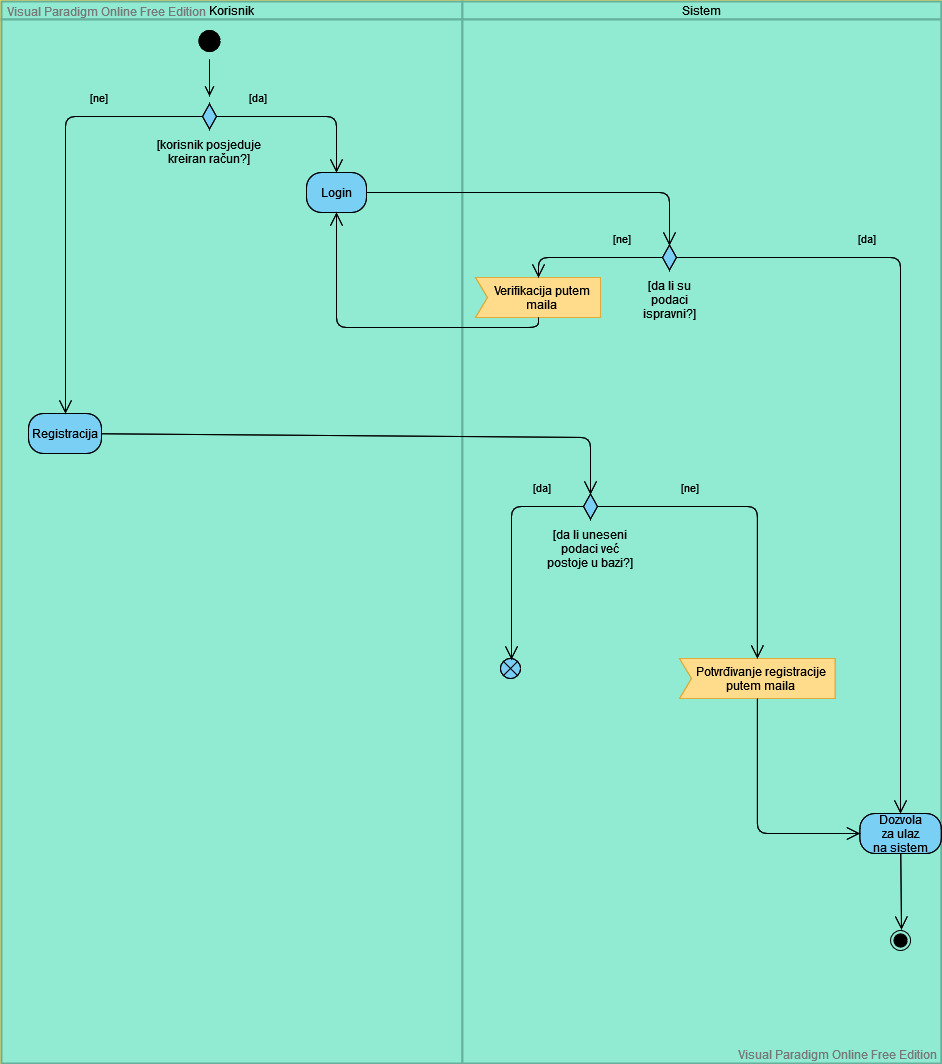 Visual Paradigm Online Free Edition
Korisnik
Sistem
[ne]
[da]
[korisnik posjeduje
kreiran račun?]
Login
[ne]
[da]
Verifikacija putem
maila
[da li su
podaci
ispravni?]
Registracija
[da]
[ne]
[da li uneseni
podaci već
postoje u bazi?]
Potvrđivanje registracije
putem maila
Dozvola
za ulaz
na sistem
Visual Paradigm Online Free Edition